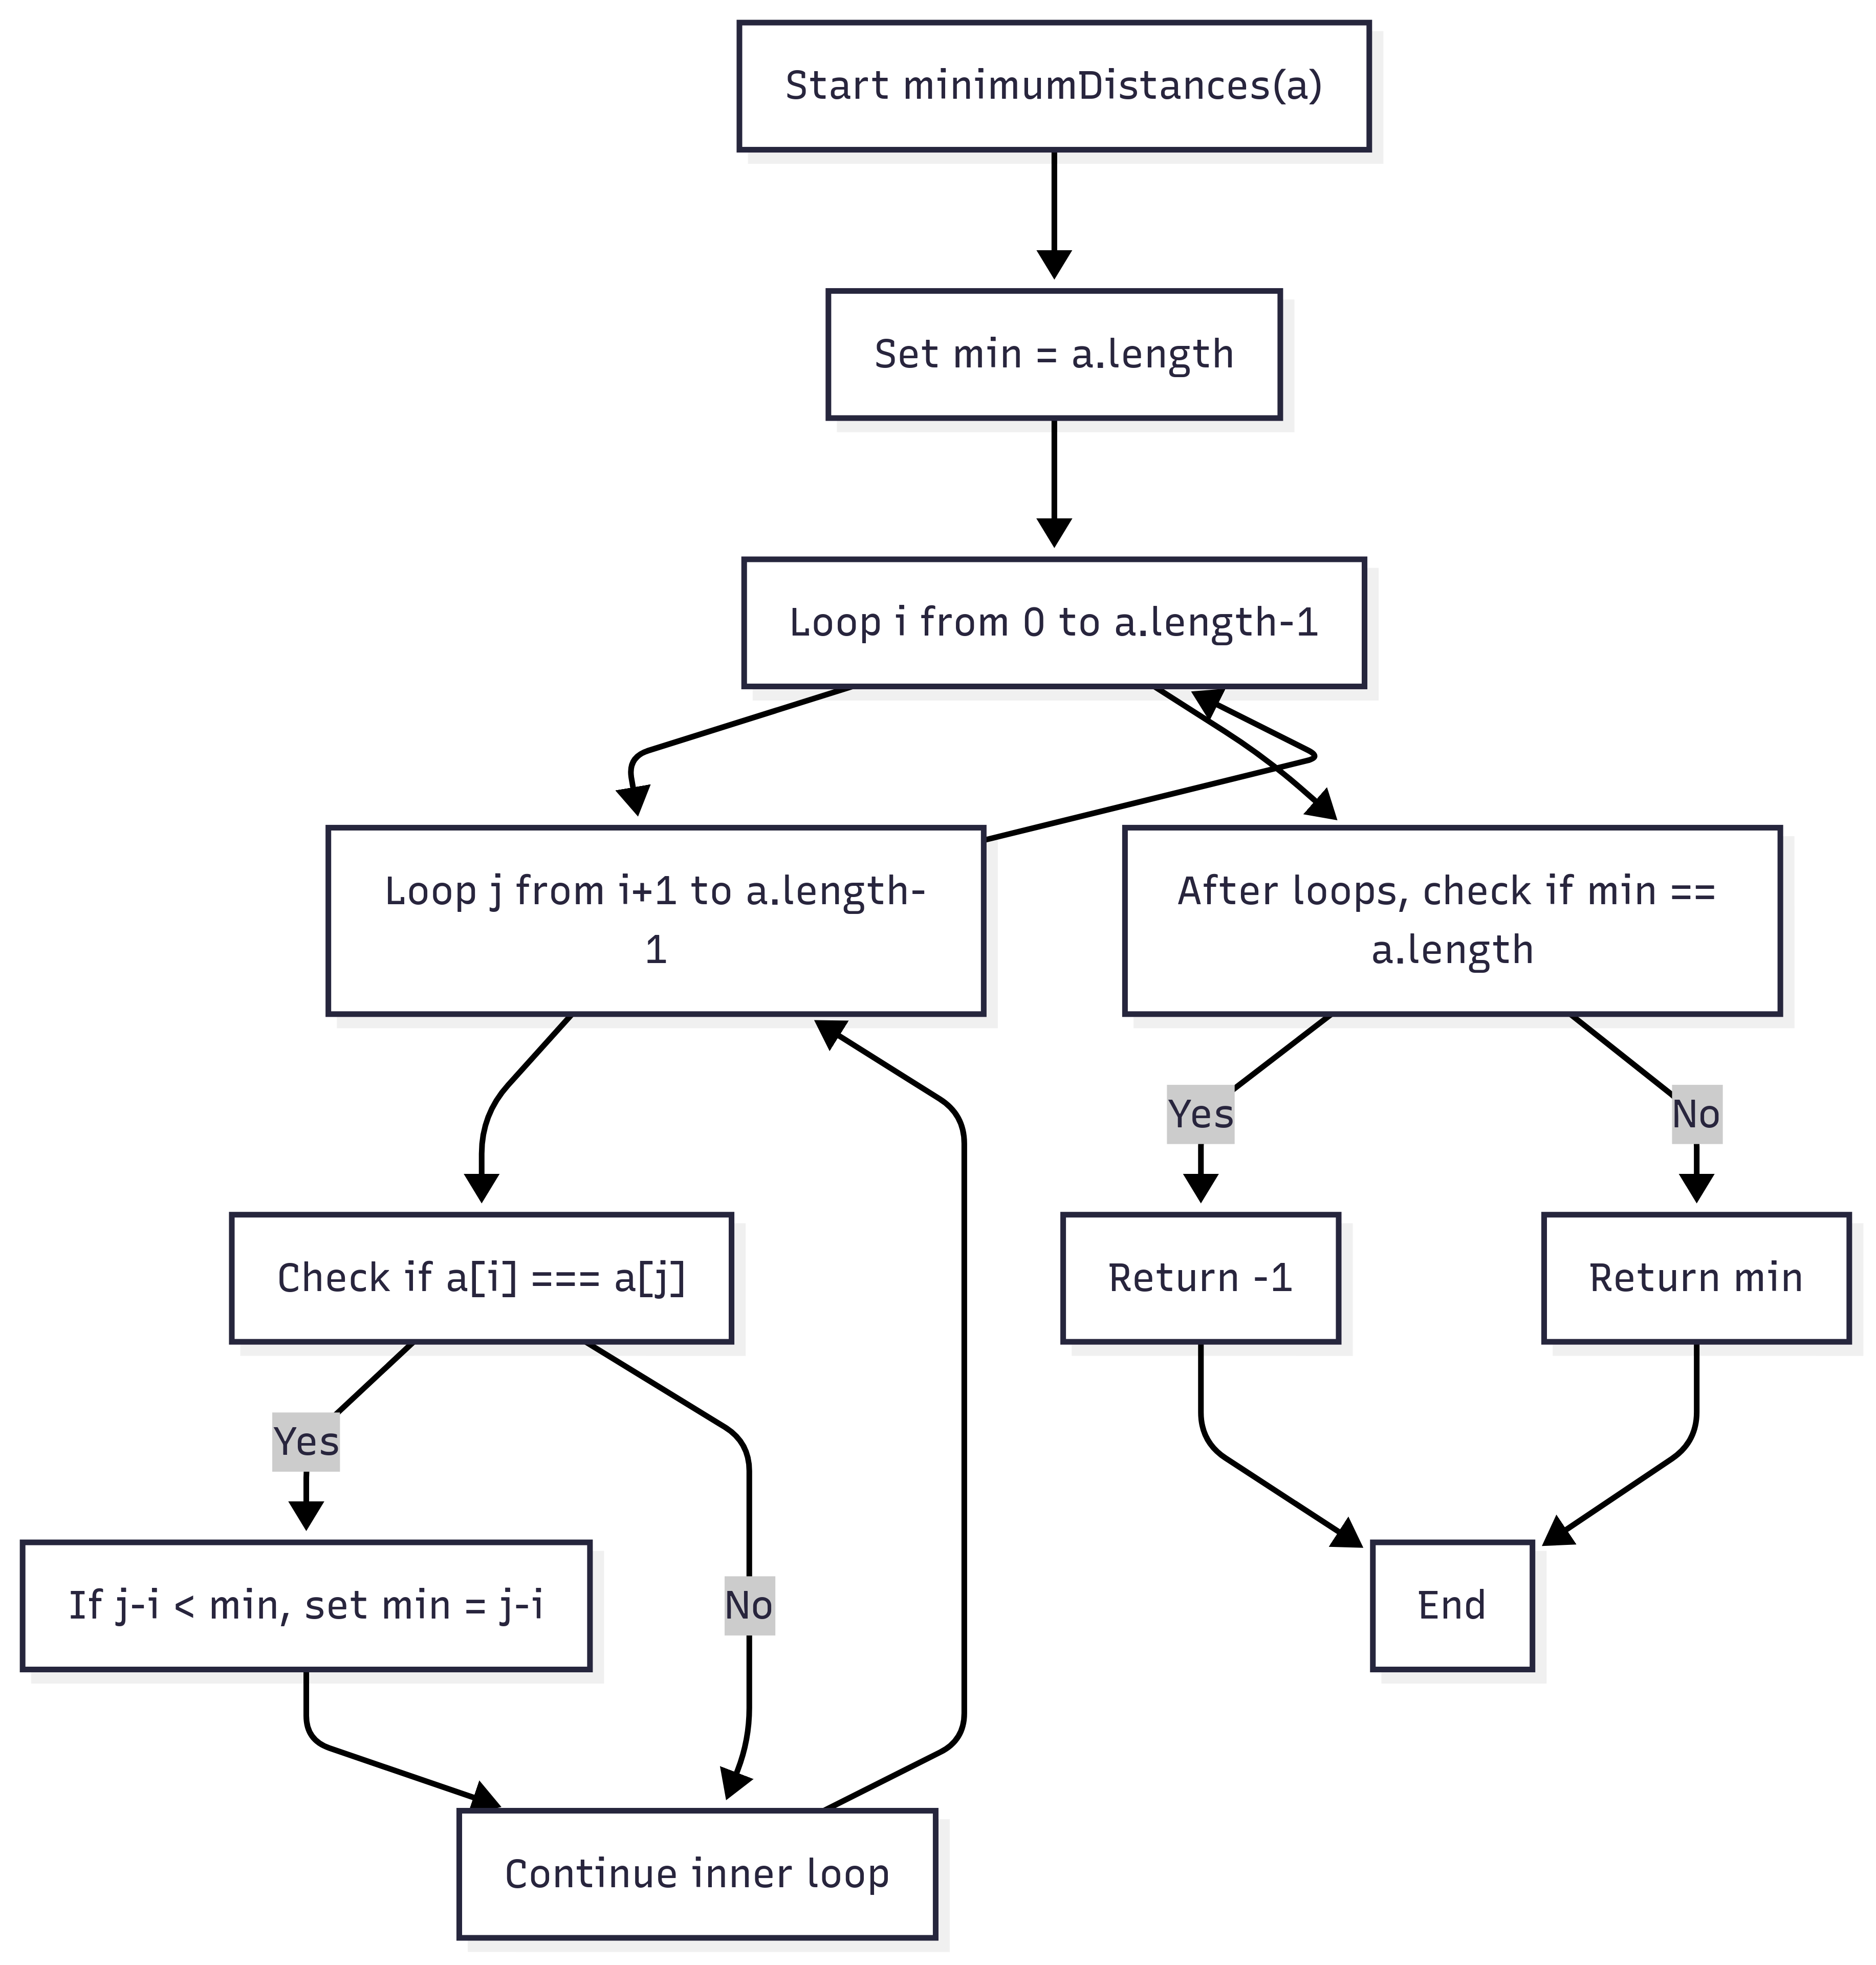 Start minimumDistances(a)
Set min = a.length
Loop i from 0 to a.length-1
Loop j from i+1 to a.length-
1
After loops, check if min ==
a.length
Yes
No
Check if a[i] === a[j]
Return -1
Return min
Yes
If j-i < min, set min = j-i
No
End
Continue inner loop